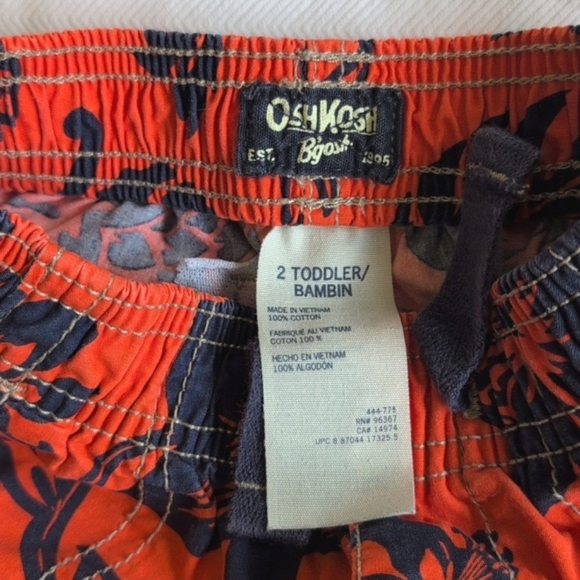 OSHKOSH
EST. B'gosh. 1895
2 TODDLER/
BAMBIN
MADE IN VIETNAM
100% COTTON
FABRIQUÉ AU VIETNAM
COTON 100 %
HECHO EN VIETNAM
100% ALGODÓN
444-775
RN# 96367
CA# 14974
UPC 8 87044 17325 5